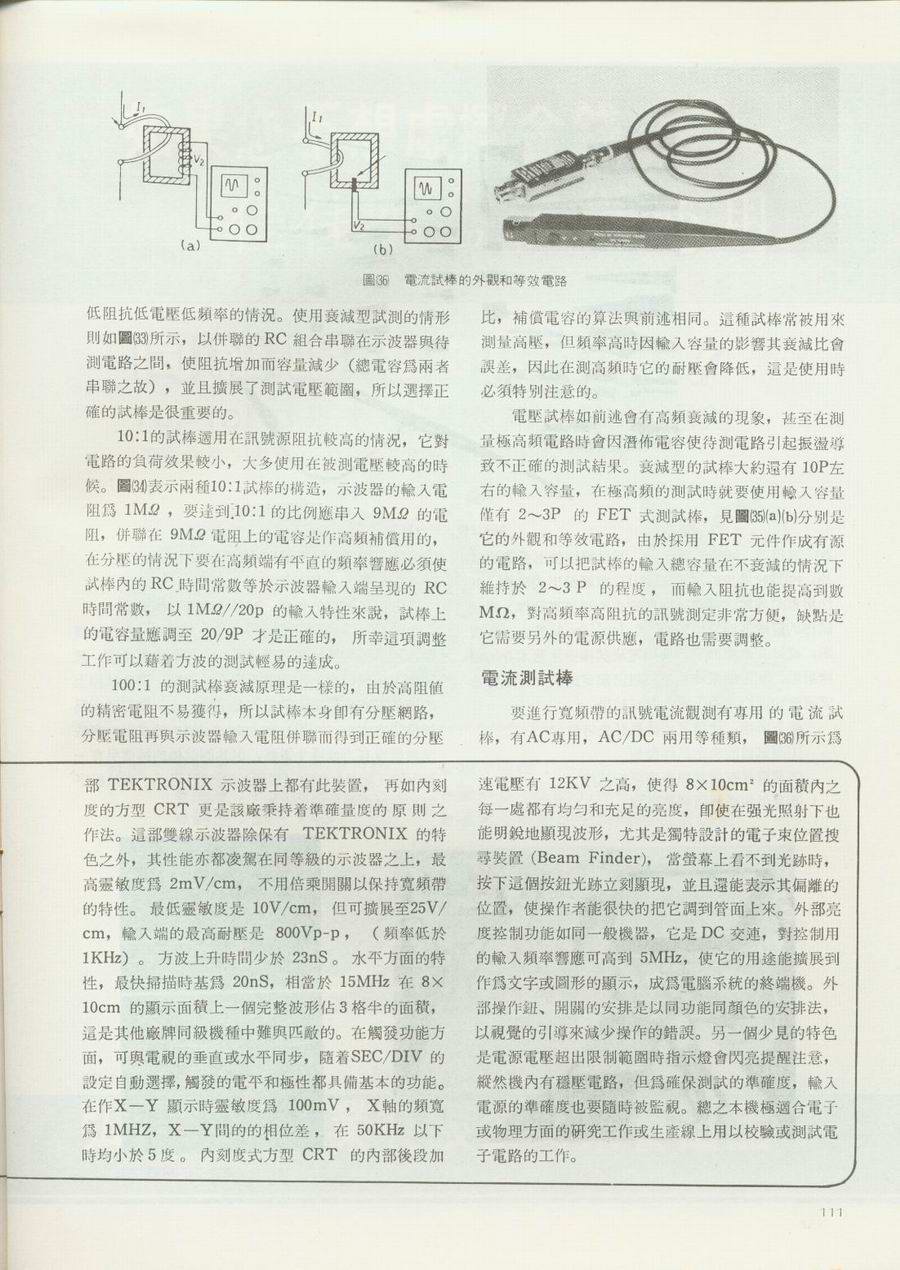 I₁
V₂
(a)
I₁
V₂
(b)
圖(36) 電流試棒的外觀和等效電路
低阻抗低電壓低頻率的情況。使用衰減型試測的情形
則如圖(33)所示，以併聯的 RC 組合串聯在示波器與待
測電路之間，使阻抗增加而容量減少（總電容爲兩者
串聯之故），並且擴展了測試電壓範圍，所以選擇正
確的試棒是很重要的。
10:1的試棒適用在訊號源阻抗較高的情況，它對
電路的負荷效果較小，大多使用在被測電壓較高的時
候。圖(34)表示兩種10:1試棒的構造，示波器的輸入電
阻爲 1MΩ，要達到 10:1 的比例應串入 9MΩ 的電
阻，併聯在 9MΩ 電阻上的電容是作高頻補償用的，
在分壓的情況下要在高頻端有平直的頻率響應必須使
試棒內的 RC 時間常數等於示波器輸入端呈現的 RC
時間常數， 以 1MΩ//20p 的輸入特性來說，試棒上
的電容量應調至 20/9P 才是正確的， 所幸這項調整
工作可以藉着方波的測試輕易的達成。
100:1 的測試棒衰減原理是一樣的，由於高阻値
的精密電阻不易獲得，所以試棒本身卽有分壓網路，
分壓電阻再與示波器輸入電阻併聯而得到正確的分壓
比，補償電容的算法與前述相同。這種試棒常被用來
測量高壓，但頻率高時因輸入容量的影響其衰減比會
誤差，因此在測高頻時它的耐壓會降低，這是使用時
必須特別注意的。
電壓試棒如前述會有高頻衰減的現象，甚至在測
量極高頻電路時會因潛佈電容使待測電路引起振盪導
致不正確的測試結果。衰減型的試棒大約還有 10P左
右的輸入容量，在極高頻的測試時就要使用輸入容量
僅有 2～3P 的 FET 式測試棒，見圖(35)(a)(b)分別是
它的外觀和等效電路，由於採用 FET 元件作成有源
的電路，可以把試棒的輸入總容量在不衰減的情況下
維持於 2～3 P 的程度， 而輸入阻抗也能提高到數
MΩ，對高頻率高阻抗的訊號測定非常方便，缺點是
它需要另外的電源供應，電路也需要調整。
電流測試棒
要進行寬頻帶的訊號電流觀測有專用 的 電 流 試
棒，有AC專用，AC/DC 兩用等種類， 圖(36)所示爲
部 TEKTRONIX 示波器上都有此裝置， 再如內刻
度的方型 CRT 更是該廠秉持着準確量度的 原 則 之
作法。這部雙線示波器除保有 TEKTRONIX 的特
色之外，其性能亦都凌駕在同等級的示波器之上，最
高靈敏度爲 2mV/cm， 不用倍乘開關以保持寬頻帶
的特性。 最低靈敏度是 10V/cm， 但可擴展至25V/
cm，輸入端的最高耐壓是 800Vp-p， （頻率低於
1KHz）。 方波上升時間少於 23nS。 水平方面的特
性，最快掃描時基爲 20nS，相當於 15MHz 在 8×
10cm 的顯示面積上一個完整波形佔 3 格半的面積，
這是其他廠牌同級機種中難與匹敵的。在觸發功能方
面，可與電視的垂直或水平同步，隨着SEC/DIV 的
設定自動選擇，觸發的電平和極性都具備基本的功能。
在作X—Y 顯示時靈敏度爲 100mV， X軸的頻寬
爲 1MHZ，X—Y間的的相位差， 在 50KHz 以下
時均小於 5 度。 內刻度式方型 CRT 的內部後段加
速電壓有 12KV 之高，使得 8×10cm² 的面積內之
每一處都有均勻和充足的亮度，卽使在强光照射下也
能明銳地顯現波形，尤其是獨特設計的電子束位置搜
尋裝置 (Beam Finder)， 當螢幕上看不到光跡時，
按下這個按鈕光跡立刻顯現，並且還能表示其偏離的
位置，使操作者能很快的把它調到管面上來。外部亮
度控制功能如同一般機器，它是 DC 交連，對控制用
的輸入頻率響應可高到 5MHz，使它的用途能擴展到
作爲文字或圖形的顯示，成爲電腦系統的終端機。外
部操作鈕、開關的安排是以同功能同顏色的安排法，
以視覺的引導來減少操作的錯誤。另一個少見的特色
是電源電壓超出限制範圍時指示燈會閃亮提醒注意，
縱然機內有穩壓電路，但爲確保測試的準確度，輸入
電源的準確度也要隨時被監視。總之本機極適合電子
或物理方面的研究工作或生產線上用以校驗或測試電
子電路的工作。
111